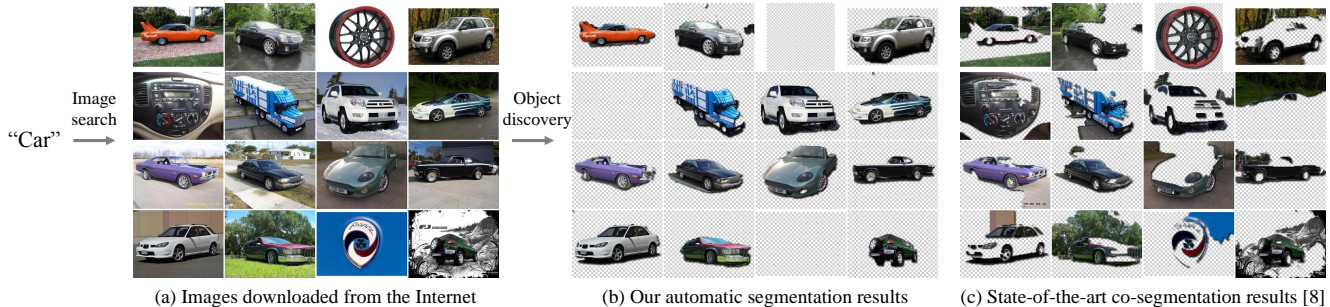 “Car”
Image
search
Object
discovery
(a) Images downloaded from the Internet
(b) Our automatic segmentation results
(c) State-of-the-art co-segmentation results [8]